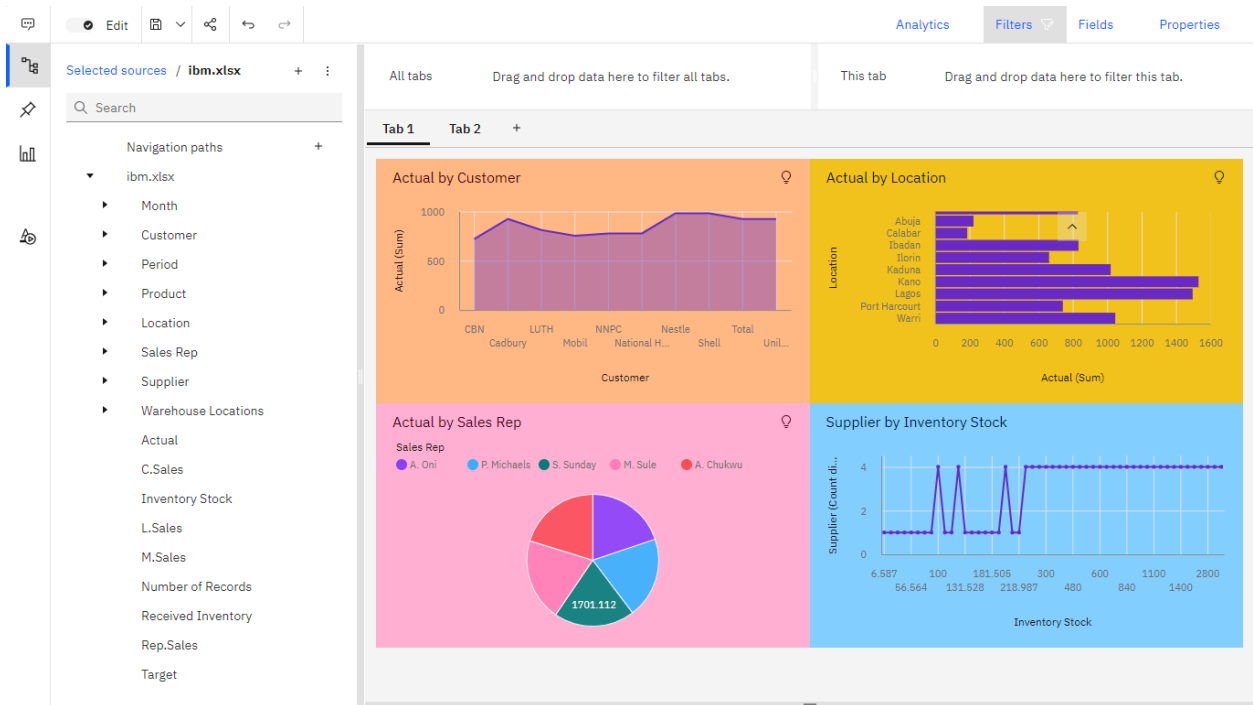 Edit
Analytics
Filters
Fields
Properties
Selected sources / ibm.xlsx
Search
Navigation paths
ibm.xlsx
Month
Customer
Period
Product
Location
Sales Rep
Supplier
Warehouse Locations
Actual
C.Sales
Inventory Stock
L.Sales
M.Sales
Number of Records
Received Inventory
Rep.Sales
Target
All tabs
Drag and drop data here to filter all tabs.
This tab
Drag and drop data here to filter this tab.
Tab 1
Tab 2
Actual by Customer
Actual (Sum)
1000
500
0
CBN LUTH NNPC Nestle Total
Cadbury Mobil National H... Shell Unil...
Customer
Actual by Location
Location
Abuja
Calabar
Ibadan
Ilorin
Kaduna
Kano
Lagos
Port Harcourt
Warri
0 200 400 600 800 1000 1200 1400 1600
Actual (Sum)
Actual by Sales Rep
Sales Rep
A. Oni P. Michaels S. Sunday M. Sule A. Chukwu
1701.112
Supplier by Inventory Stock
Supplier (Count di...
4
2
0
6.587 100 181.505 300 600 1100 2800
56.564 131.528 218.987 480 840 1400
Inventory Stock